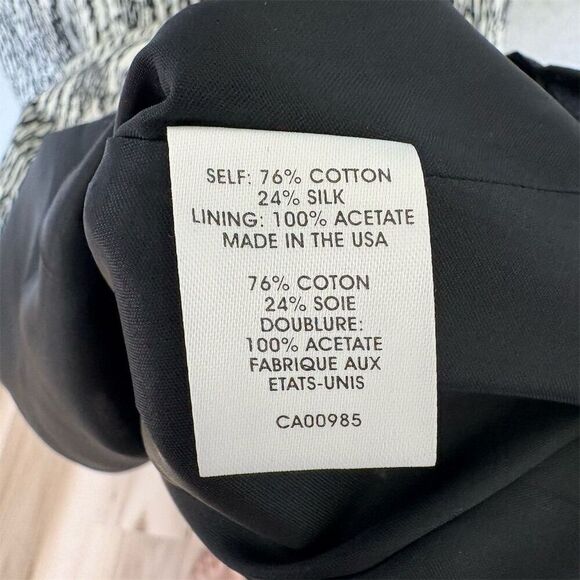 SELF: 76% COTTON
24% SILK
LINING: 100% ACETATE
MADE IN THE USA
76% COTON
24% SOIE
DOUBLURE:
100% ACETATE
FABRIQUE AUX
ETATS-UNIS
CA00985